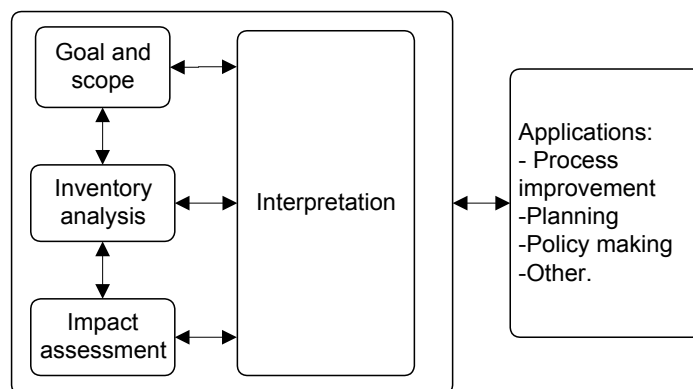 Goal and
scope
Inventory
analysis
Impact
assessment
Interpretation
Applications:
- Process
improvement
-Planning
-Policy making
-Other.